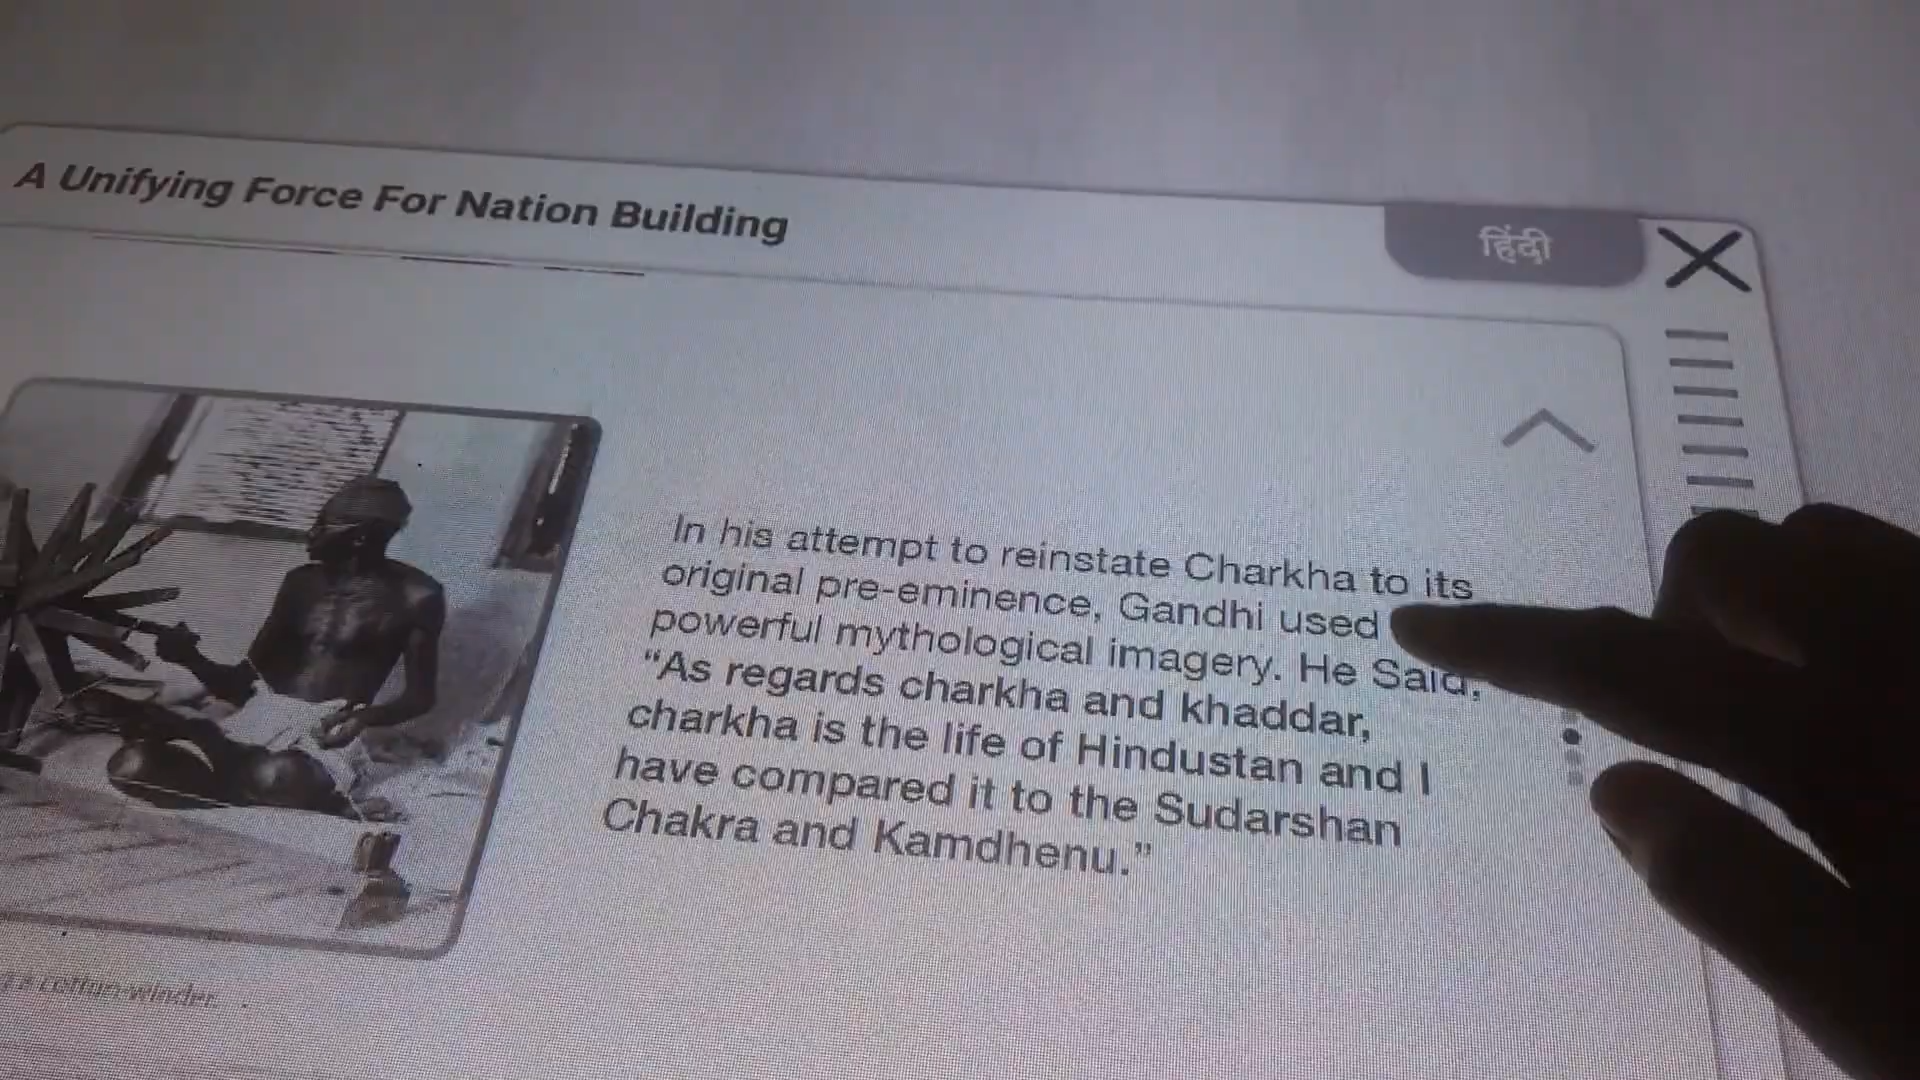 A Unifying Force For Nation Building
हिंदी
In his attempt to reinstate Charkha to its
original pre-eminence, Gandhi used
powerful mythological imagery. He Said,
"As regards charkha and khaddar,
charkha is the life of Hindustan and I
have compared it to the Sudarshan
Chakra and Kamdhenu."
a cotton winder.